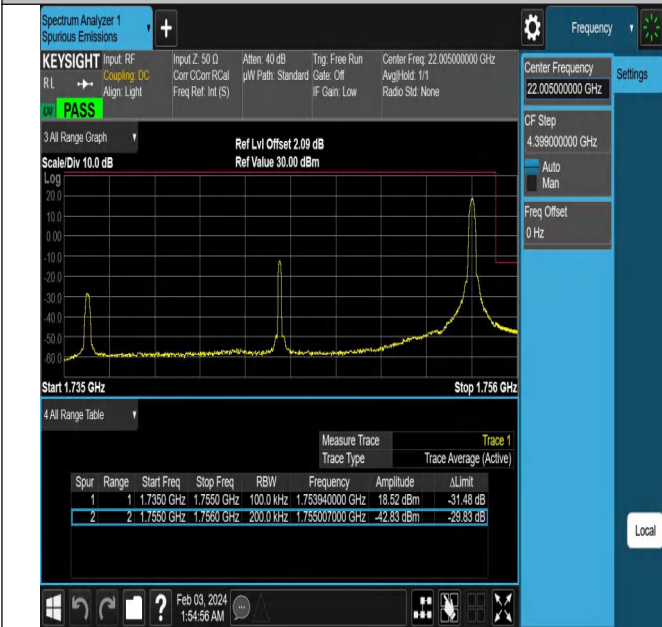 Spectrum Analyzer 1
Spurious Emissions
Frequency
KEYSIGHT Input: RF
RL Coupling: DC
Align: Light
Input Z: 50 Ω
Corr CCorr RCal
Freq Ref: Int (S)
Atten: 40 dB
µW Path: Standard
Trig: Free Run
Gate: Off
IF Gain: Low
Center Freq: 22.005000000 GHz
Avg|Hold: 1/1
Radio Std: None
PASS
Center Frequency
22.005000000 GHz
Settings
CF Step
4.399000000 GHz
Auto
Man
Freq Offset
0 Hz
3 All Range Graph
Ref Lvl Offset 2.09 dB
Scale/Div 10.0 dB Ref Value 30.00 dBm
Log
20.0
10.0
0.00
-10.0
-20.0
-30.0
-40.0
-50.0
-60.0
Start 1.735 GHz Stop 1.756 GHz
4 All Range Table
Measure Trace Trace 1
Trace Type Trace Average (Active)
Spur Range Start Freq Stop Freq RBW Frequency Amplitude ΔLimit
1 1 1.7350 GHz 1.7550 GHz 100.0 kHz 1.753940000 GHz 18.52 dBm -31.48 dB
2 2 1.7550 GHz 1.7560 GHz 200.0 kHz 1.755007000 GHz -42.83 dBm -29.83 dB
Local
Feb 03, 2024
1:54:56 AM